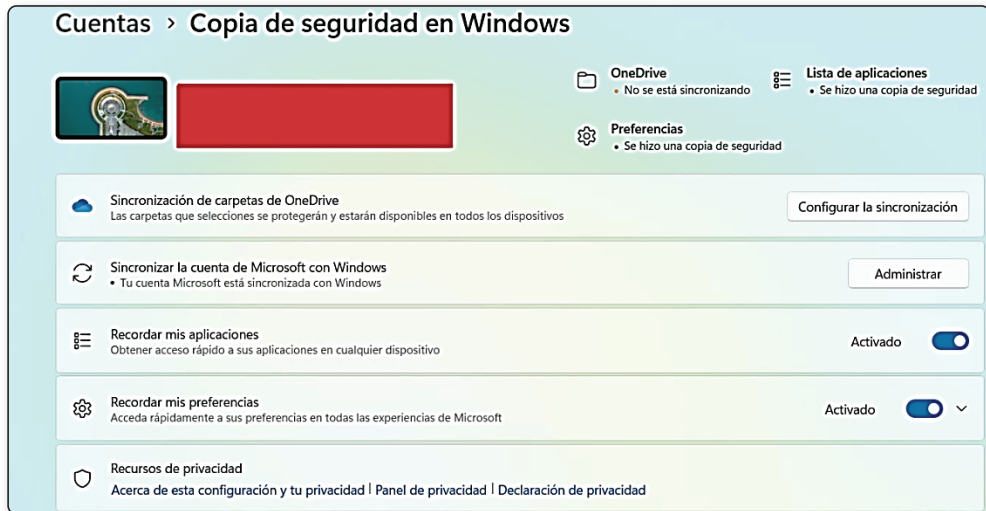 Cuentas > Copia de seguridad en Windows
OneDrive
• No se está sincronizando
Lista de aplicaciones
• Se hizo una copia de seguridad
Preferencias
• Se hizo una copia de seguridad
Sincronización de carpetas de OneDrive
Las carpetas que selecciones se protegerán y estarán disponibles en todos los dispositivos
Configurar la sincronización
Sincronizar la cuenta de Microsoft con Windows
• Tu cuenta Microsoft está sincronizada con Windows
Administrar
Recordar mis aplicaciones
Obtener acceso rápido a sus aplicaciones en cualquier dispositivo
Activado
Recordar mis preferencias
Acceda rápidamente a sus preferencias en todas las experiencias de Microsoft
Activado
Recursos de privacidad
Acerca de esta configuración y tu privacidad | Panel de privacidad | Declaración de privacidad